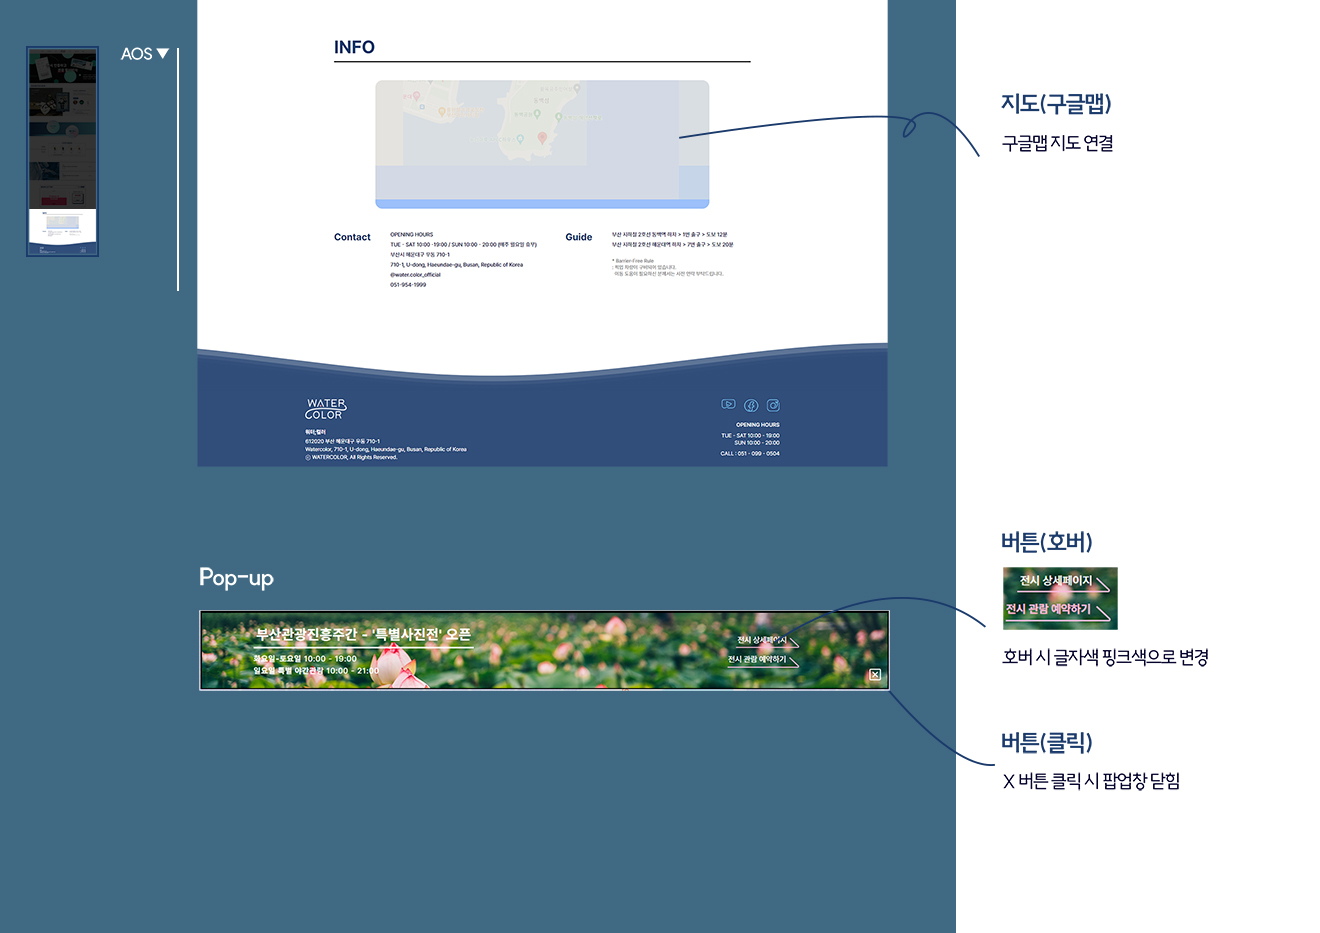 AOS ▼
INFO
지도(구글맵)
구글맵 지도 연결
Contact
OPENING HOURS
TUE - SAT 10:00 -19:00 / SUN 10:00 - 20:00 (매주 월요일 휴무)
부산시 해운대구 우동 710-1
710-1, U-dong, Haeundae-gu, Busan, Republic of Korea
@water.color_official
051-954-1999
Guide
부산 지하철 2호선 동백역 하차 > 1번 출구 > 도보 12분
부산 지하철 2호선 해운대역 하차 > 7번 출구 > 도보 20분
* Barrier-Free Rule
WATER
COLOR
워터;컬러
612020 부산 해운대구 우동 710-1
Watercolor, 710-1, U-dong, Haeundae-gu, Busan, Republic of Korea
ⓒ WATERCOLOR, All Rights Reserved.
OPENING HOURS
TUE - SAT 10:00 - 19:00
SUN 10:00 - 20:00
CALL : 051 - 099 - 0504
Pop-up
부산관광진흥주간 - '특별사진전' 오픈
화요일-토요일 10:00 - 19:00
일요일 특별 야간관람 10:00 - 21:00
전시 상세페이지
전시 관람 예약하기
버튼(호버)
전시 상세페이지
전시 관람 예약하기
호버 시 글자색 핑크색으로 변경
버튼(클릭)
X 버튼 클릭 시 팝업창 닫힘